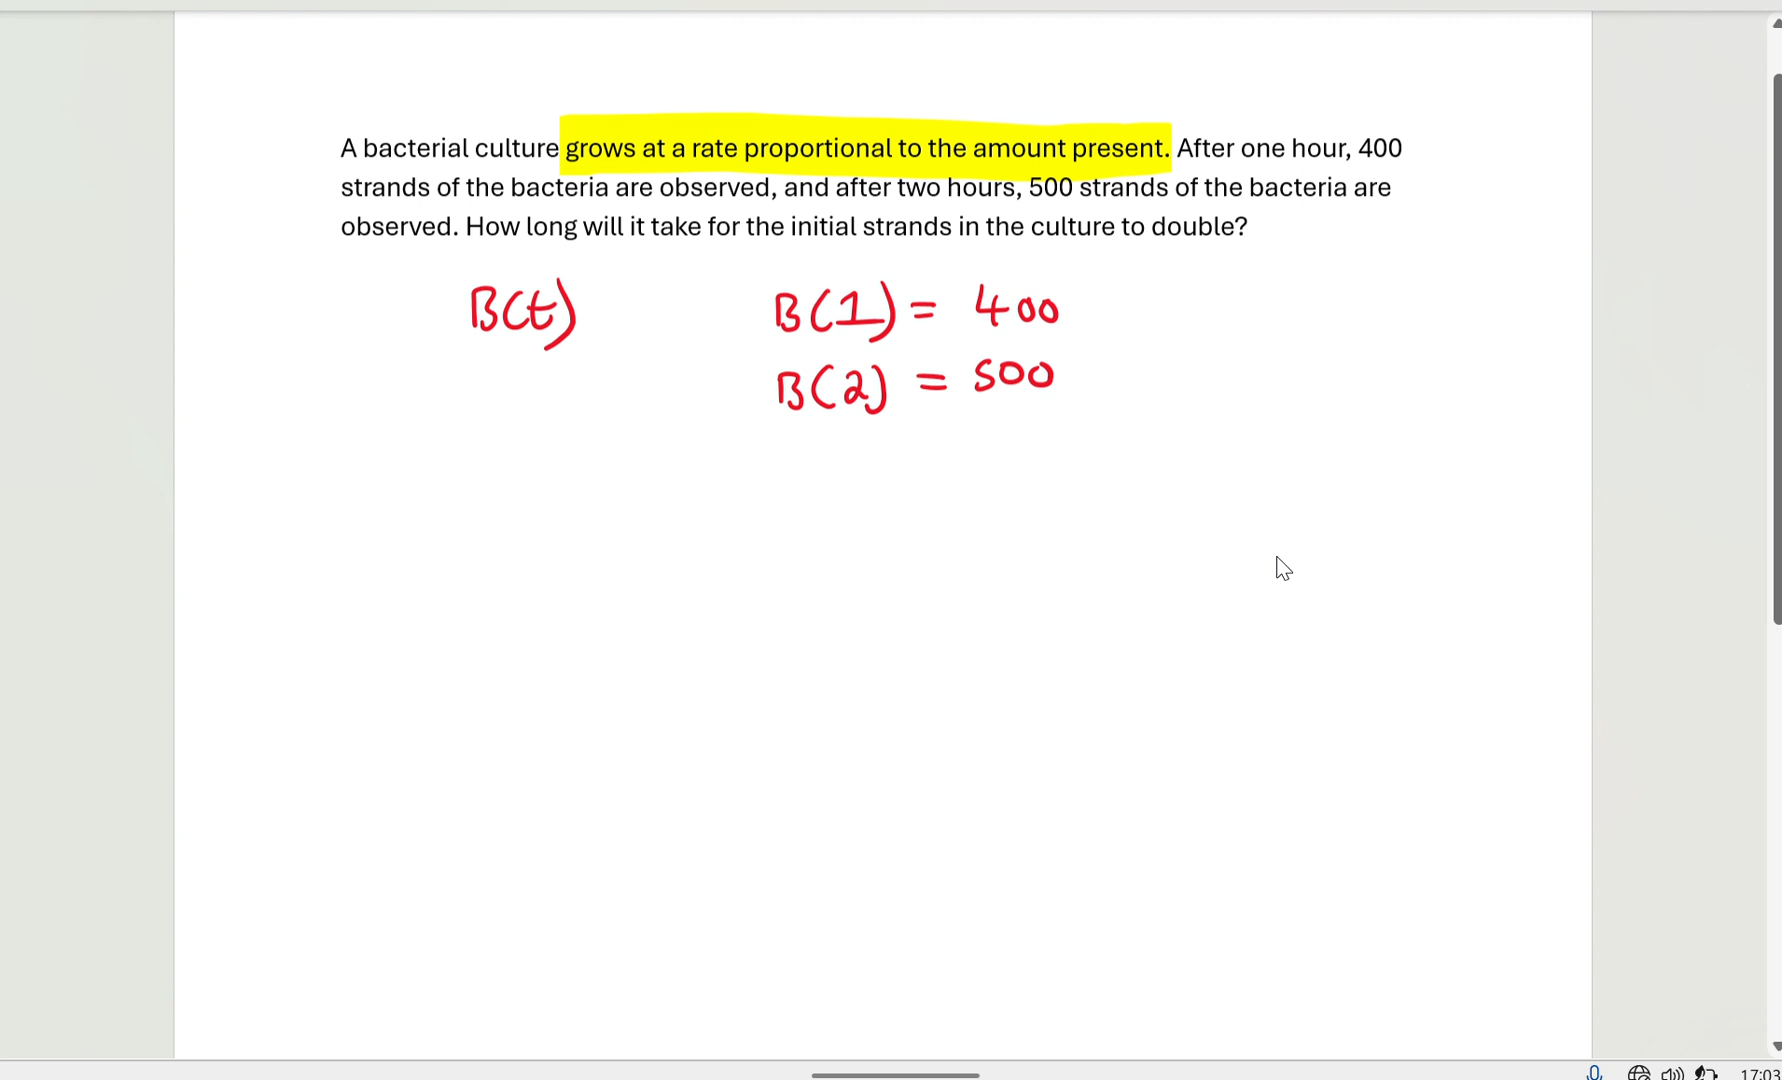 A bacterial culture grows at a rate proportional to the amount present. After one hour, 400
strands of the bacteria are observed, and after two hours, 500 strands of the bacteria are
observed. How long will it take for the initial strands in the culture to double?
B(t) B(1) = 400
B(2) = 500
17:03